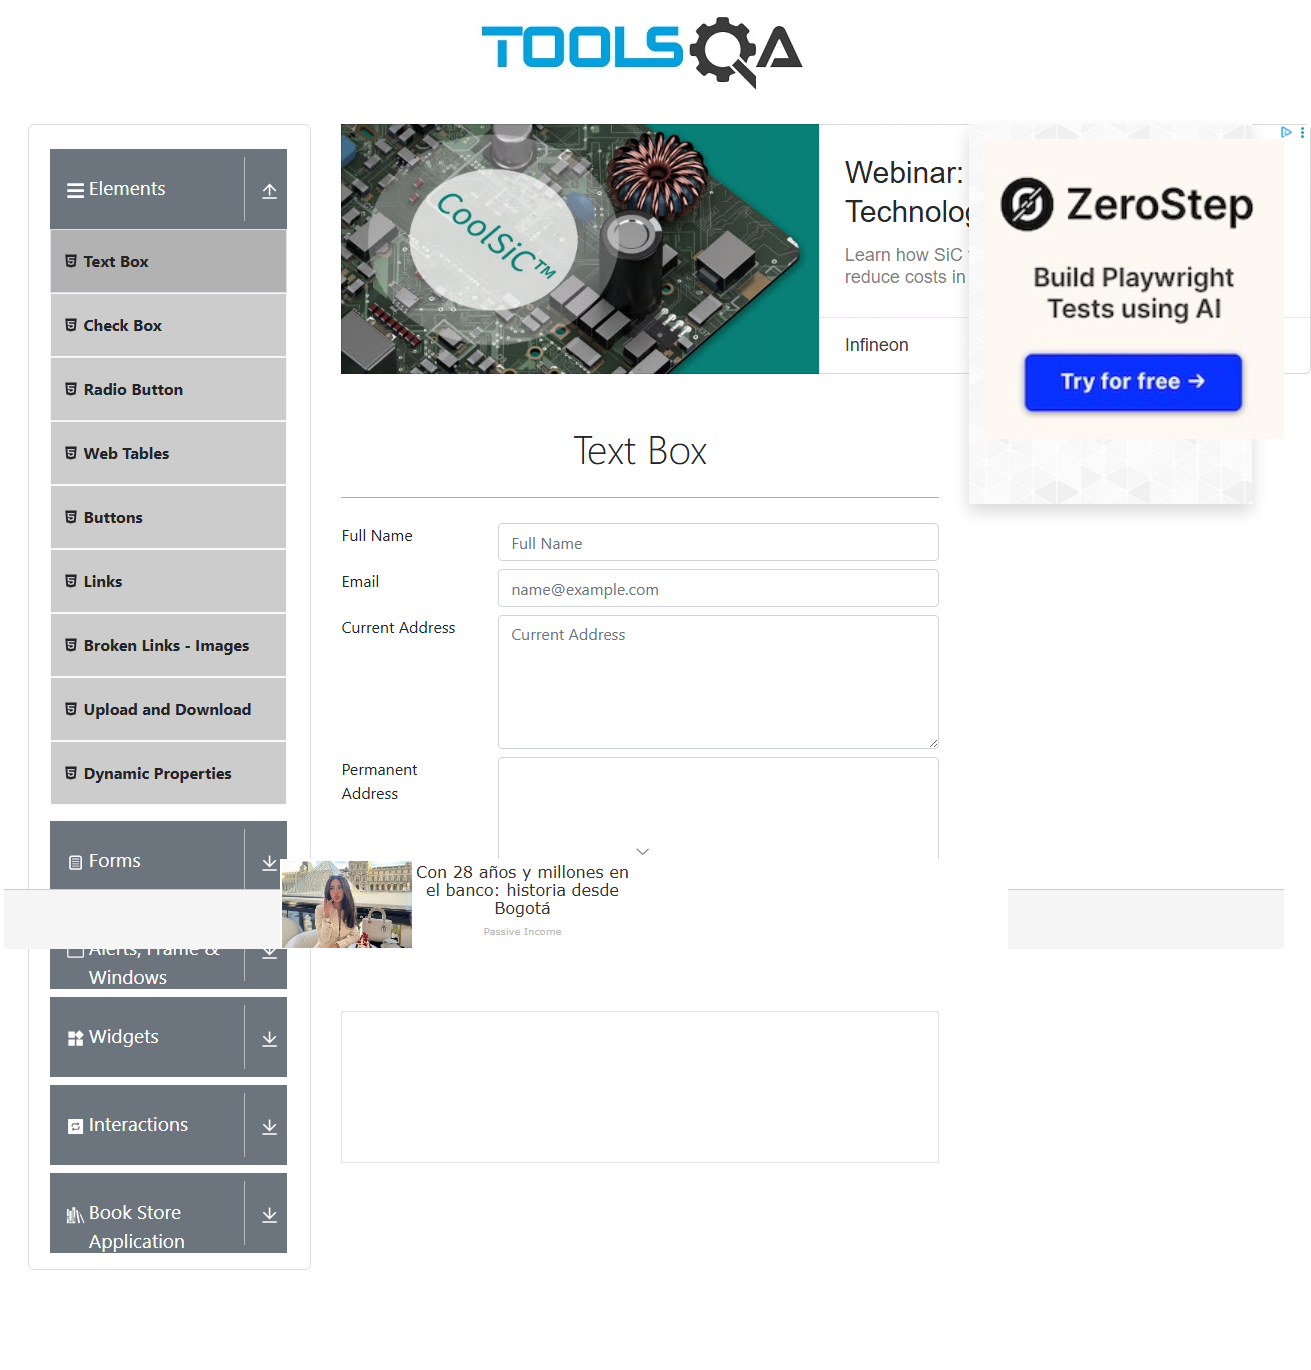 TOOLSQA
Elements
Text Box
Check Box
Radio Button
Web Tables
Buttons
Links
Broken Links - Images
Upload and Download
Dynamic Properties
Forms
Alerts, Frame &
Windows
Widgets
Interactions
Book Store
Application
CoolSiC™
Webinar:
Learn how SiC
reduce costs in
Infineon
ZeroStep
Build Playwright
Tests using AI
Try for free →
Text Box
Full Name
Full Name
Email
name@example.com
Current Address
Current Address
Permanent
Address
Con 28 años y millones en
el banco: historia desde
Bogotá
Passive Income